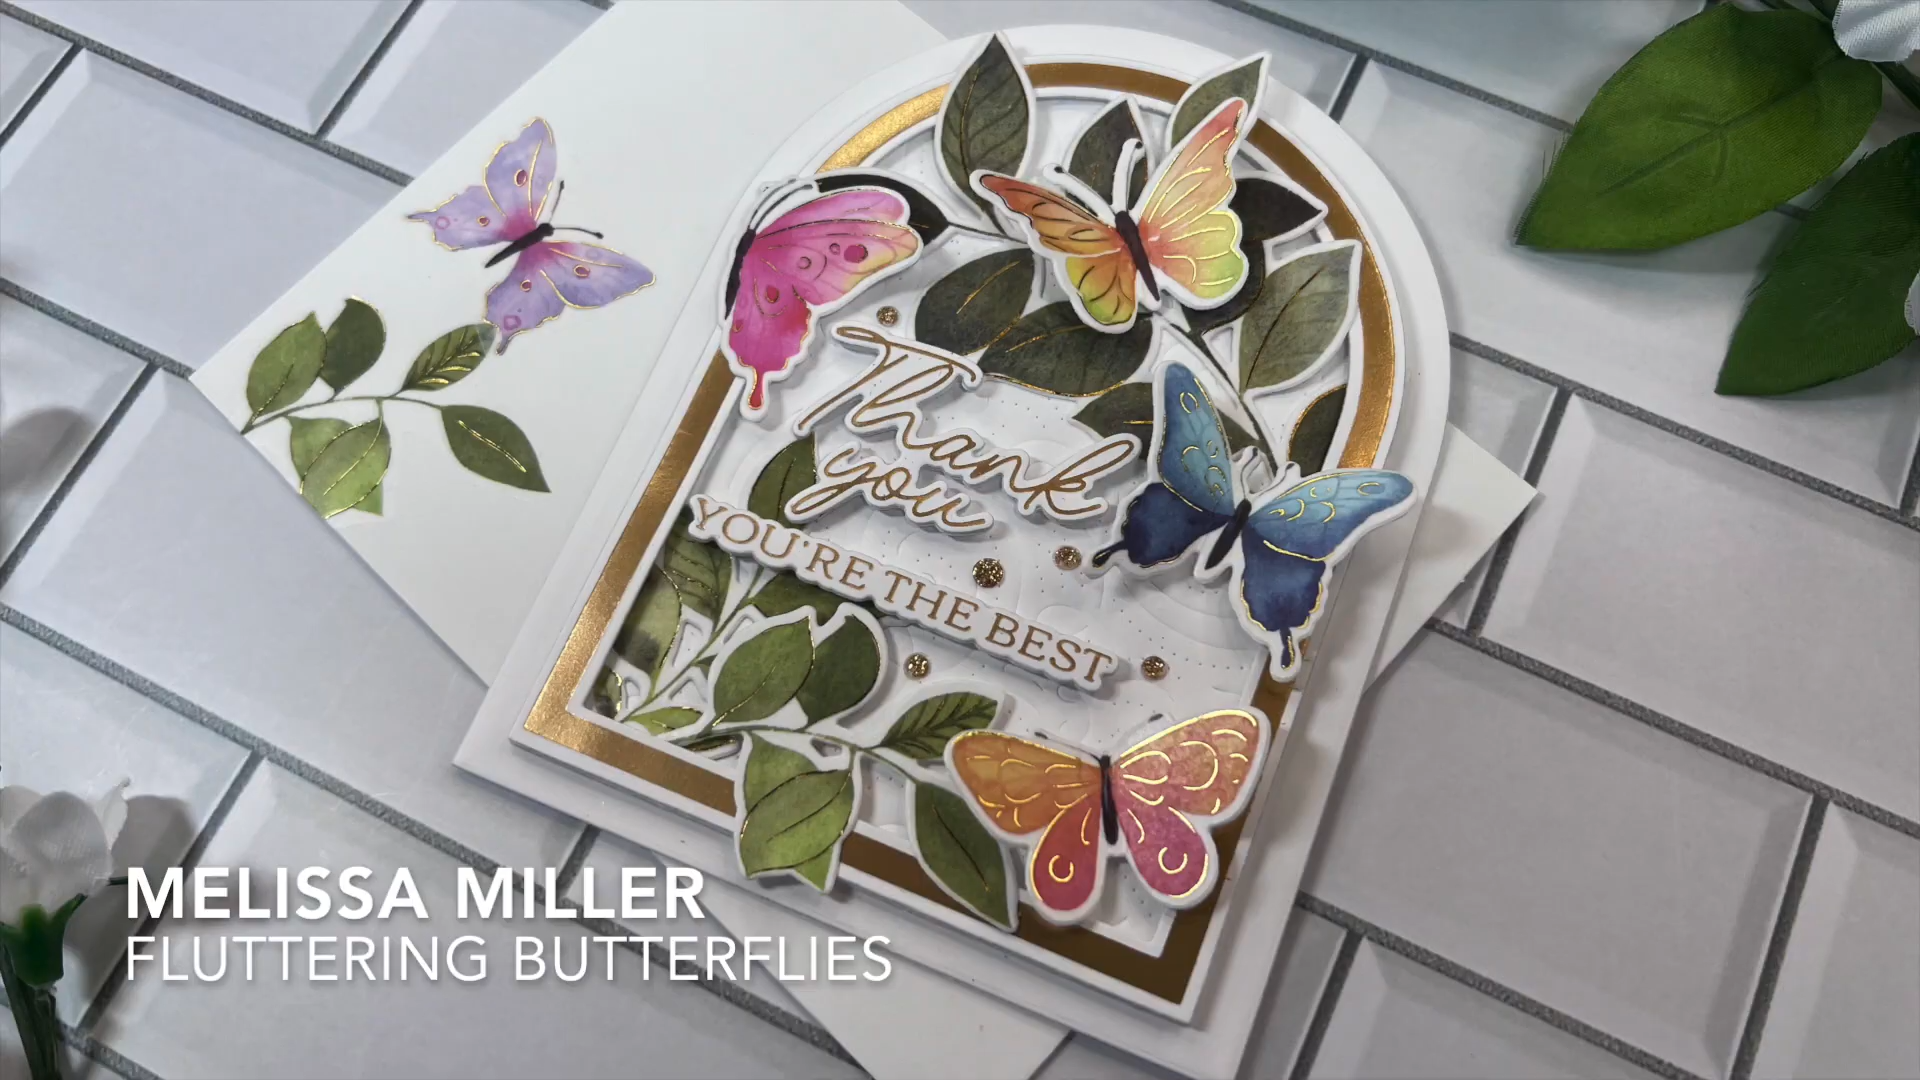 Thank
you
YOU'RE THE BEST
MELISSA MILLER
FLUTTERING BUTTERFLIES